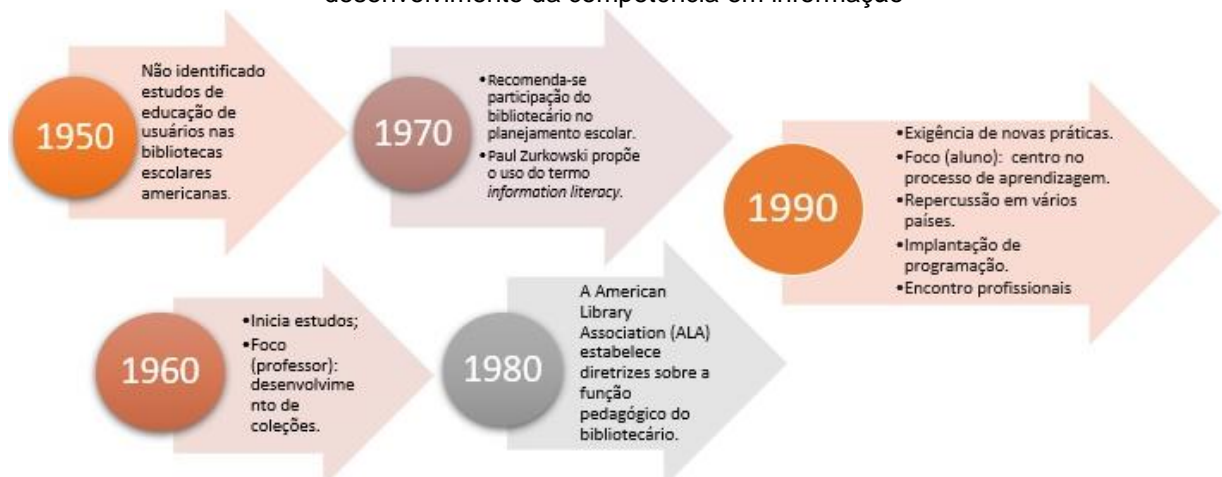 desenvolvimento da competência em informação
1950
Não identificado
estudos de
educação de
usuários nas
bibliotecas
escolares
americanas.
1960
•Inicia estudos;
•Foco
(professor):
desenvolvime
nto de
coleções.
1970
•Recomenda-se
participação do
bibliotecário no
planejamento escolar.
•Paul Zurkowski propõe
o uso do termo
information literacy.
1980
A American
Library
Association (ALA)
estabelece
diretrizes sobre a
função
pedagógico do
bibliotecário.
1990
•Exigência de novas práticas.
•Foco (aluno): centro no
processo de aprendizagem.
•Repercussão em vários
países.
•Implantação de
programação.
•Encontro profissionais